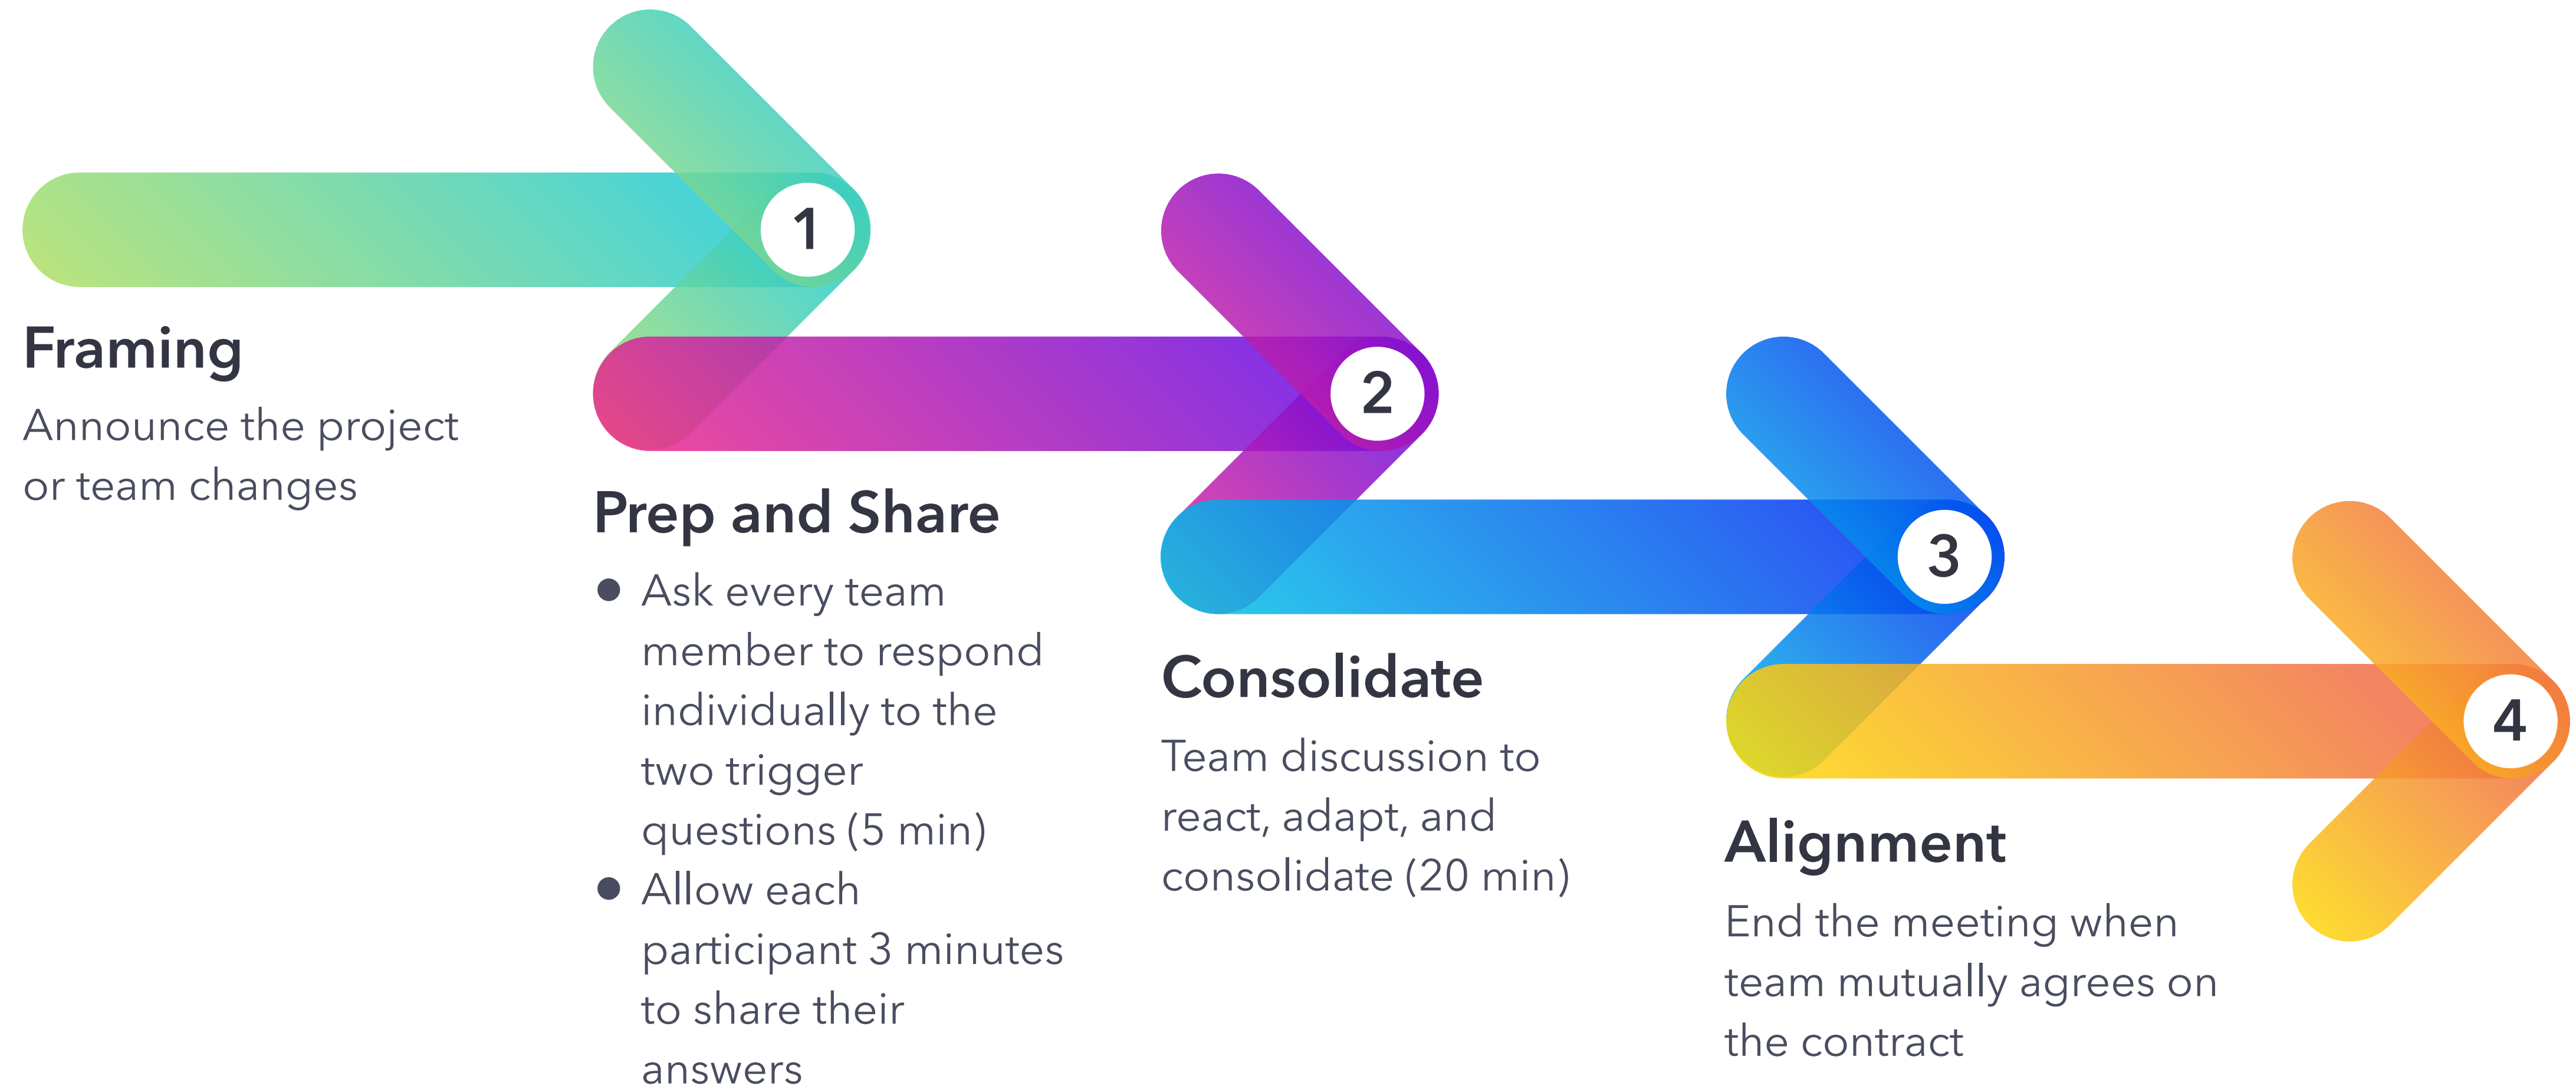 1
Framing
Announce the project
or team changes
2
Prep and Share
● Ask every team
member to respond
individually to the
two trigger
questions (5 min)
● Allow each
participant 3 minutes
to share their
answers
3
Consolidate
Team discussion to
react, adapt, and
consolidate (20 min)
4
Alignment
End the meeting when
team mutually agrees on
the contract